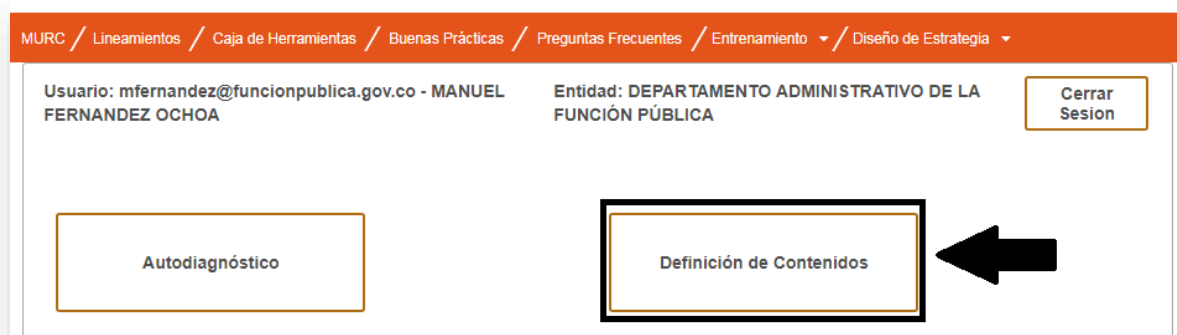 MURC / Lineamientos / Caja de Herramientas / Buenas Prácticas / Preguntas Frecuentes / Entrenamiento / Diseño de Estrategia
Usuario: mfernandez@funcionpublica.gov.co - MANUEL
FERNANDEZ OCHOA
Entidad: DEPARTAMENTO ADMINISTRATIVO DE LA
FUNCIÓN PÚBLICA
Cerrar
Sesion
Autodiagnóstico
Definición de Contenidos